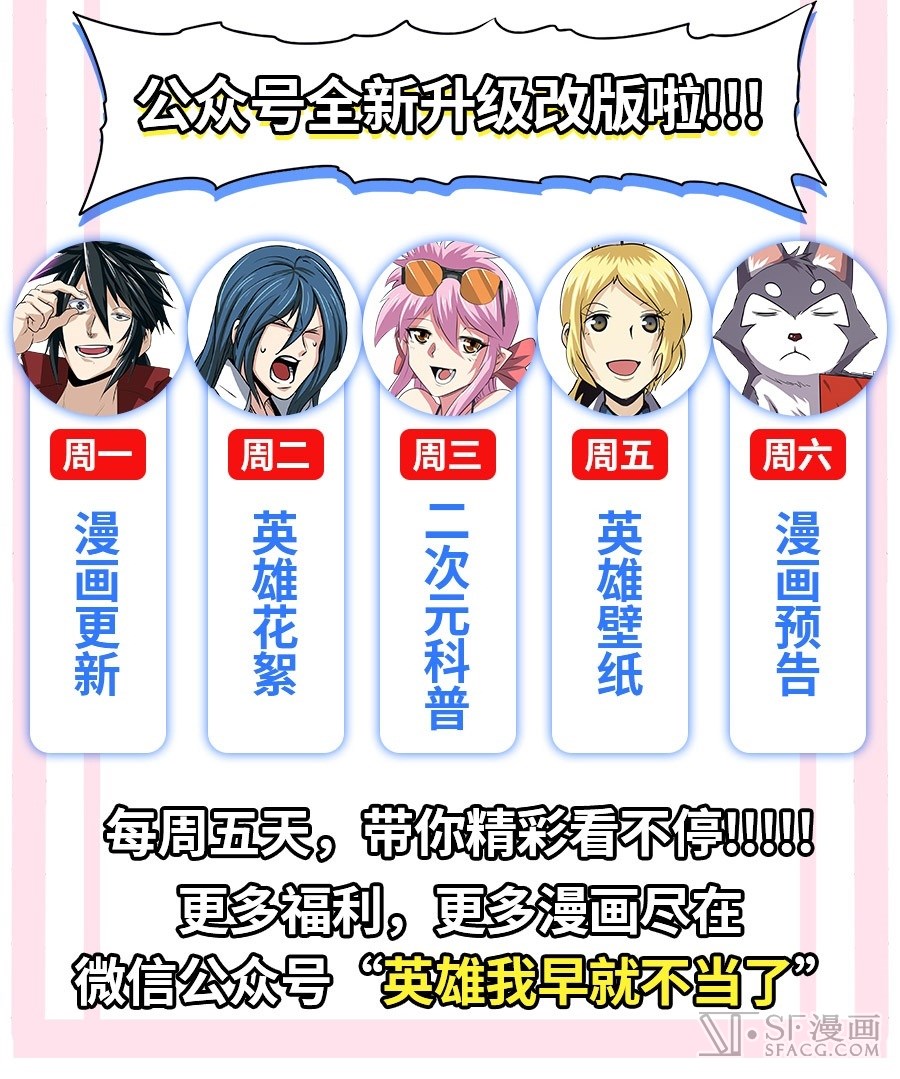 公众号全新升级改版啦!!!
周一
漫画更新
周二
英雄花絮
周三
二次元科普
周五
英雄壁纸
周六
漫画预告
每周五天，带你精彩看不停!!!!!
更多福利，更多漫画尽在
微信公众号“英雄我早就不当了”
SF漫画
SFACG.COM